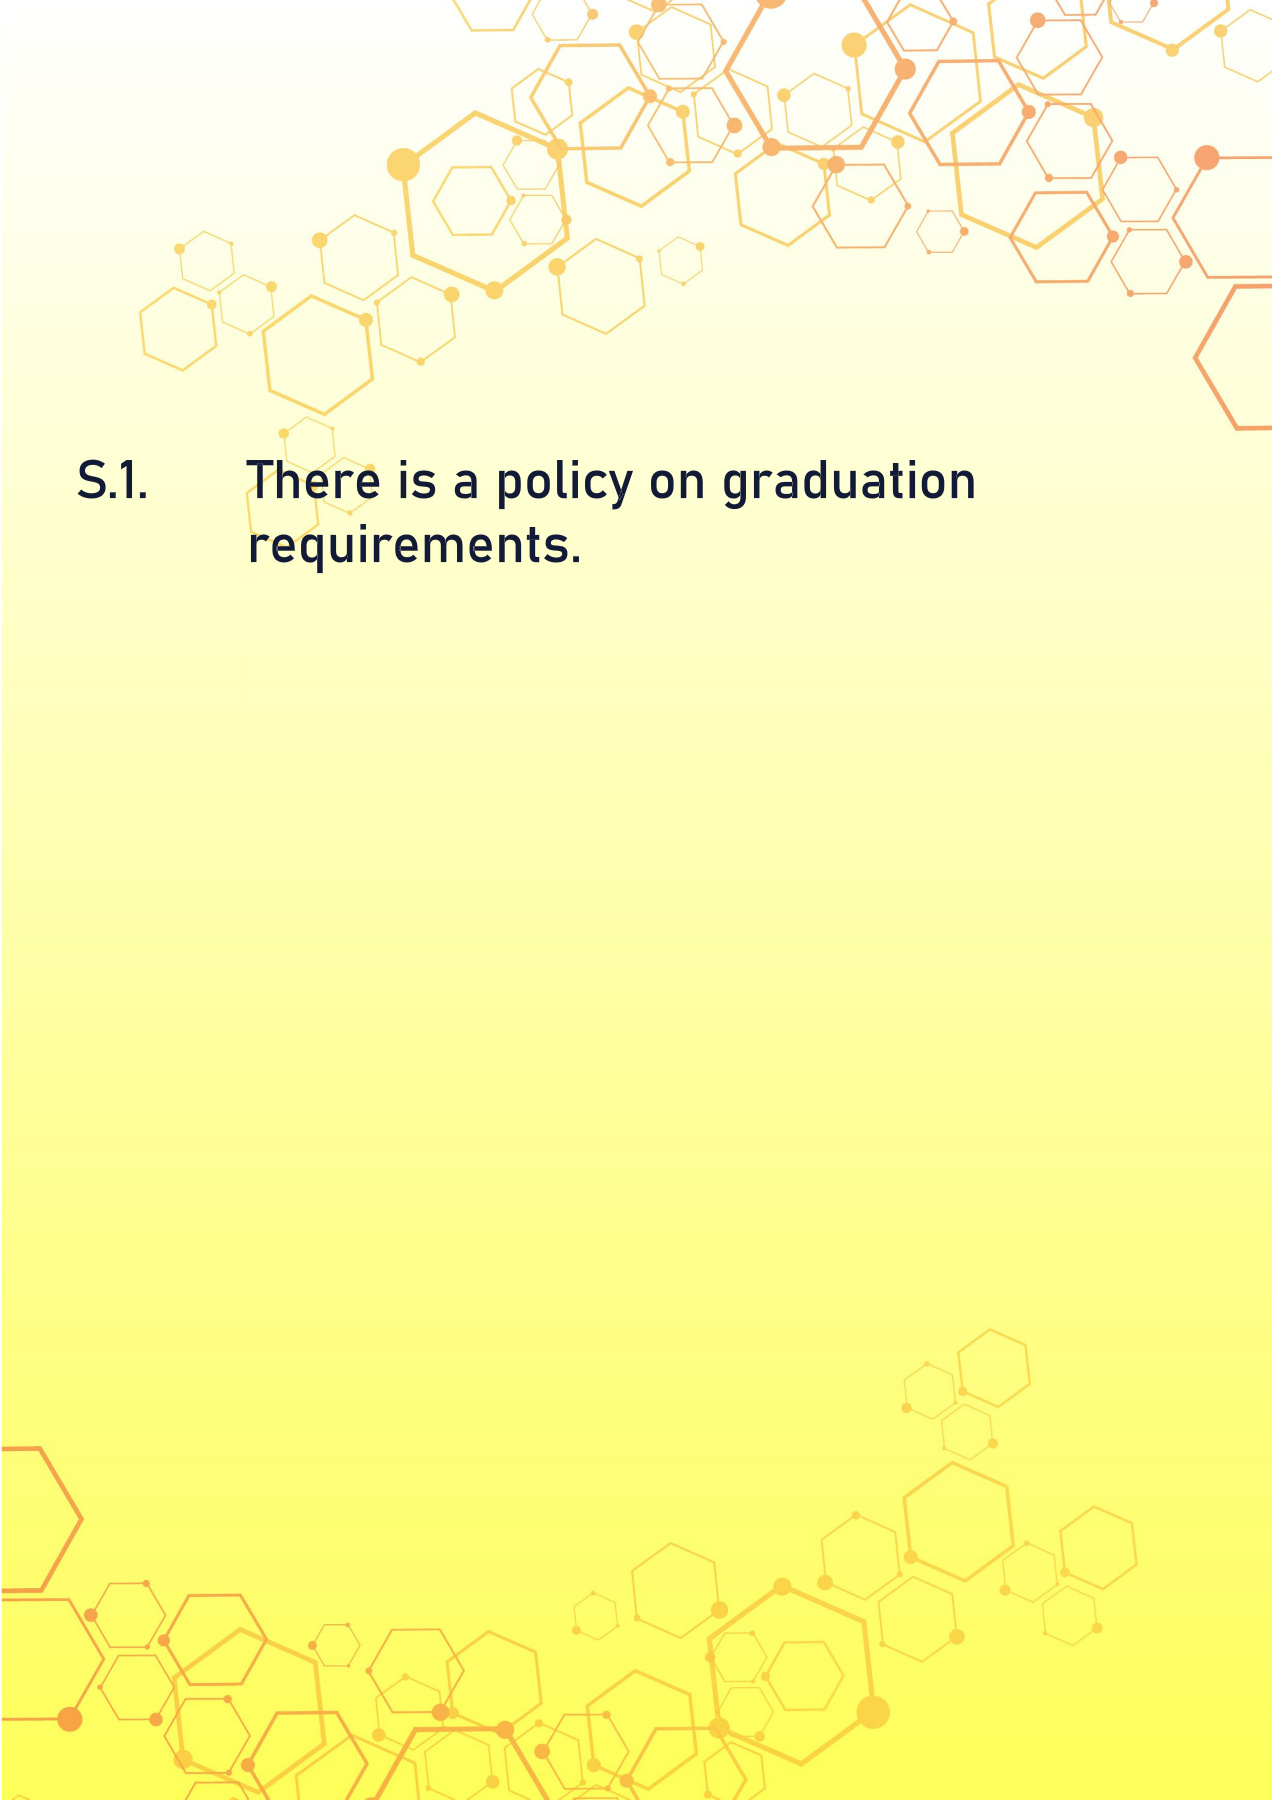 S.1. There is a policy on graduation
requirements.